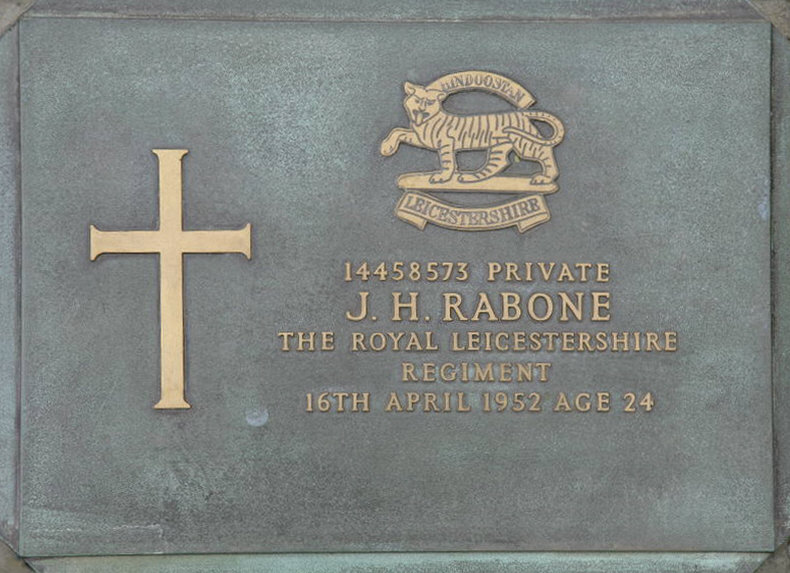 HINDOOSTAN
LEICESTERSHIRE
14458573 PRIVATE
J. H. RABONE
THE ROYAL LEICESTERSHIRE
REGIMENT
16TH APRIL 1952 AGE 24